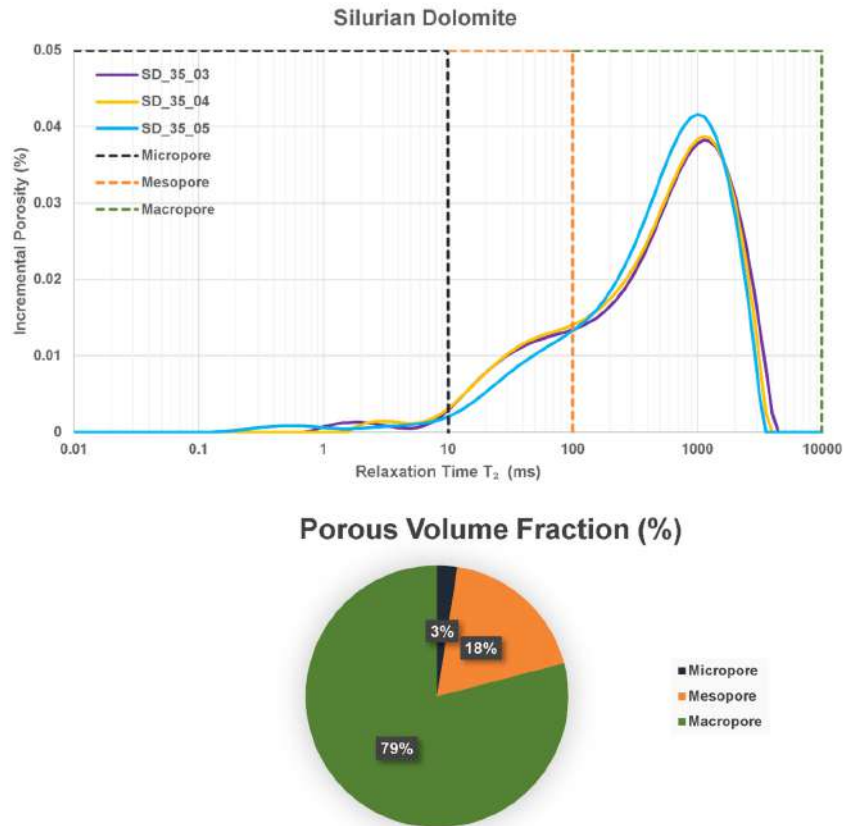 Silurian Dolomite
0.05
0.04
0.03
0.02
0.01
0
Incremental Porosity (%)
SD_35_03
SD_35_04
SD_35_05
Micropore
Mesopore
Macropore
0.01
0.1
1
10
100
1000
10000
Relaxation Time T₂ (ms)
Porous Volume Fraction (%)
3%
18%
79%
Micropore
Mesopore
Macropore